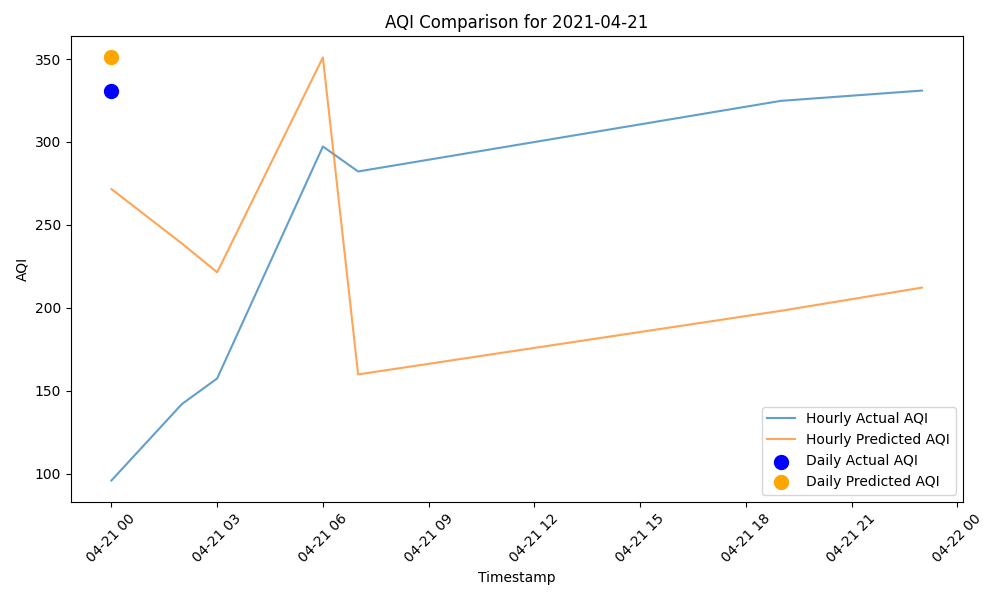 AQI Comparison for 2021-04-21
AQI
350
300
250
200
150
100
Hourly Actual AQI
Hourly Predicted AQI
Daily Actual AQI
Daily Predicted AQI
04-21 00
04-21 03
04-21 06
04-21 09
04-21 12
04-21 15
04-21 18
04-21 21
04-22 00
Timestamp